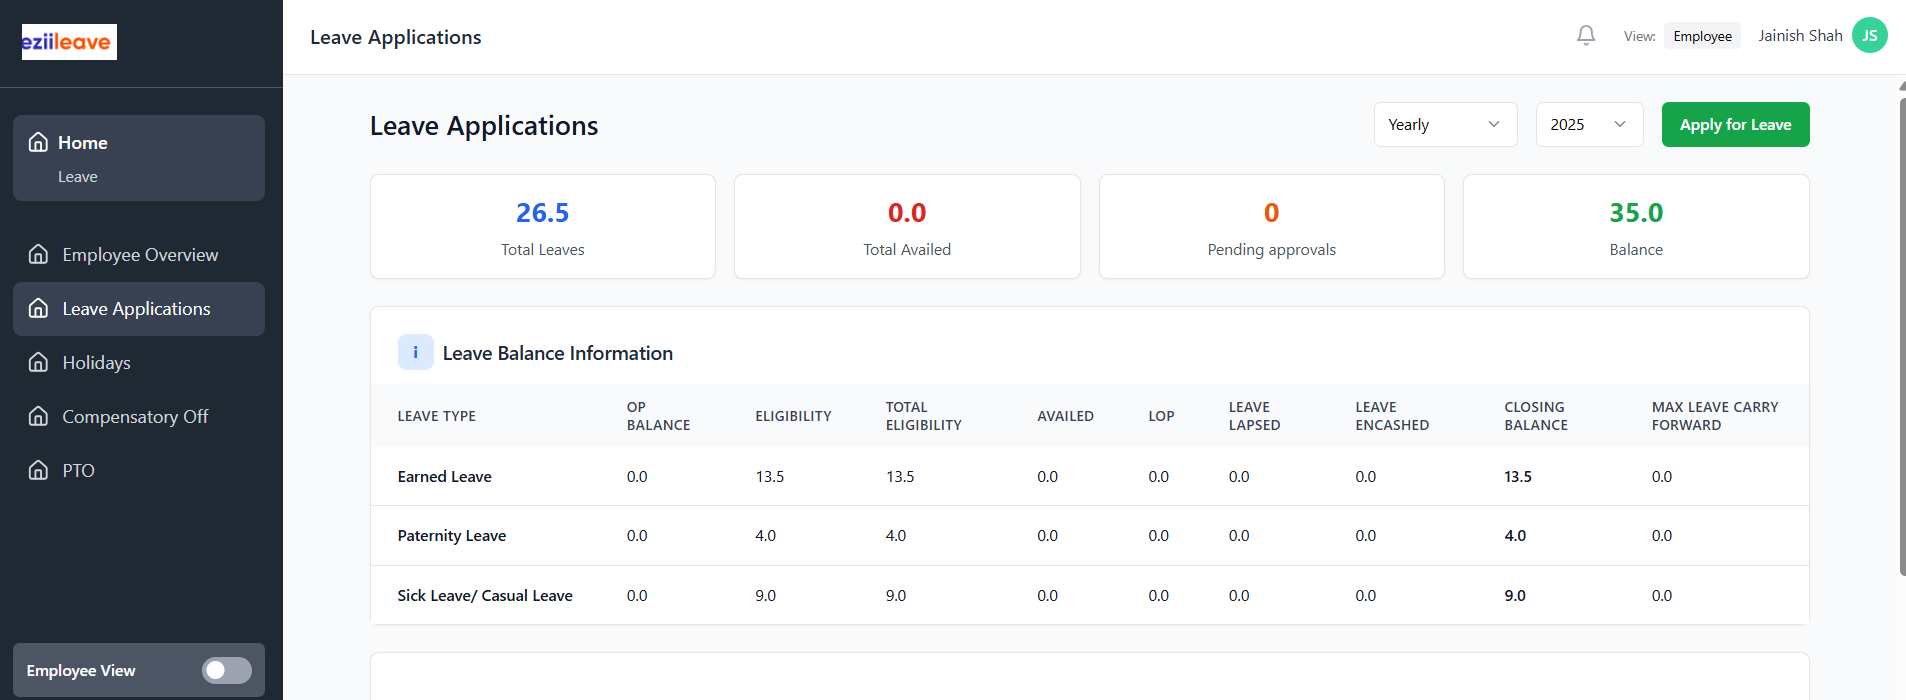 eziileave
Leave Applications
View: Employee Jainish Shah JS
Home
Leave
Employee Overview
Leave Applications
Holidays
Compensatory Off
PTO
Employee View
Leave Applications
Yearly 2025 Apply for Leave
26.5
Total Leaves
0.0
Total Availed
0
Pending approvals
35.0
Balance
i Leave Balance Information
LEAVE TYPE OP BALANCE ELIGIBILITY TOTAL ELIGIBILITY AVAILED LOP LEAVE LAPSED LEAVE ENCASHED CLOSING BALANCE MAX LEAVE CARRY FORWARD
Earned Leave 0.0 13.5 13.5 0.0 0.0 0.0 0.0 13.5 0.0
Paternity Leave 0.0 4.0 4.0 0.0 0.0 0.0 0.0 4.0 0.0
Sick Leave/ Casual Leave 0.0 9.0 9.0 0.0 0.0 0.0 0.0 9.0 0.0